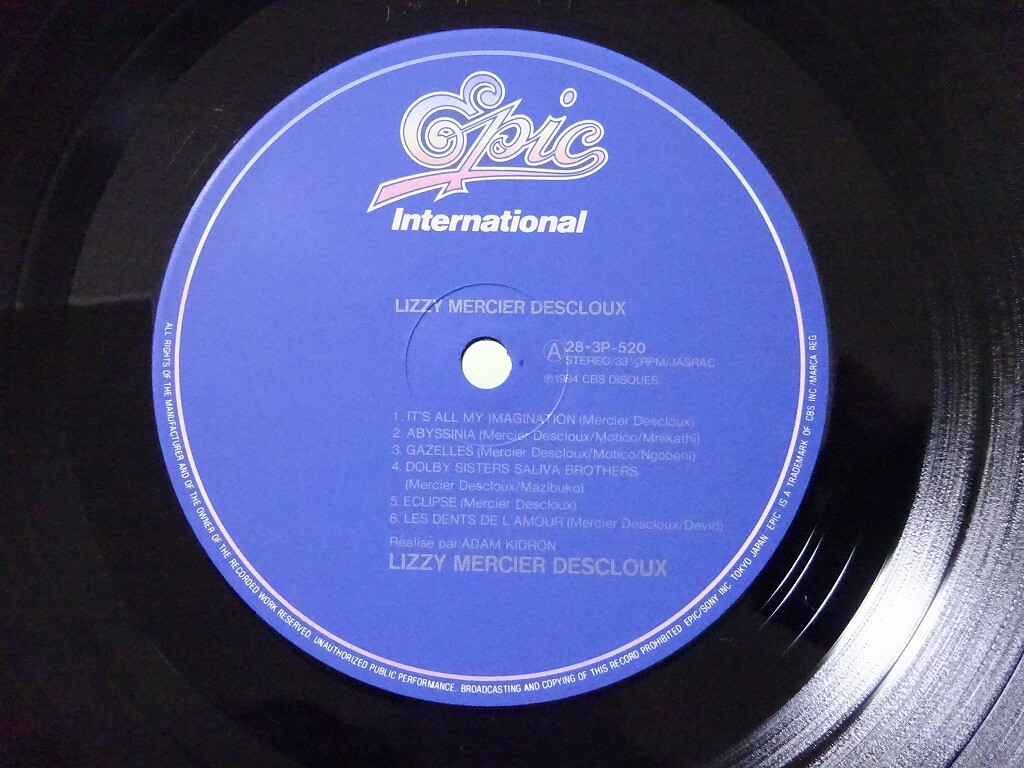 Epic
International
LIZZY MERCIER DESCLOUX
A 28・3P-520
STEREO/33 ⅓RPM/JASRAC
Ⓟ1984 CBS DISQUES
1. IT'S ALL MY IMAGINATION (Mercier Descloux)
2. ABYSSINIA (Mercier Descloux/Motico/Mnikathi)
3. GAZELLES (Mercier Descloux/Motico/Ngobeni)
4. DOLBY SISTERS SALIVA BROTHERS
(Mercier Descloux/Mazibuko)
5. ECLIPSE (Mercier Descloux)
6. LES DENTS DE L'AMOUR (Mercier Descloux/David)
Réalise par:ADAM KIDRON
LIZZY MERCIER DESCLOUX
ALL RIGHTS OF THE MANUFACTURER AND OF THE OWNER OF THE RECORDED WORK RESERVED. UNAUTHORIZED PUBLIC PERFORMANCE. BROADCASTING AND COPYING OF THIS RECORD PROHIBITED EPIC/SONY INC. TOKYO JAPAN 'EPIC' IS A TRADEMARK OF CBS INC./MARCA REG.